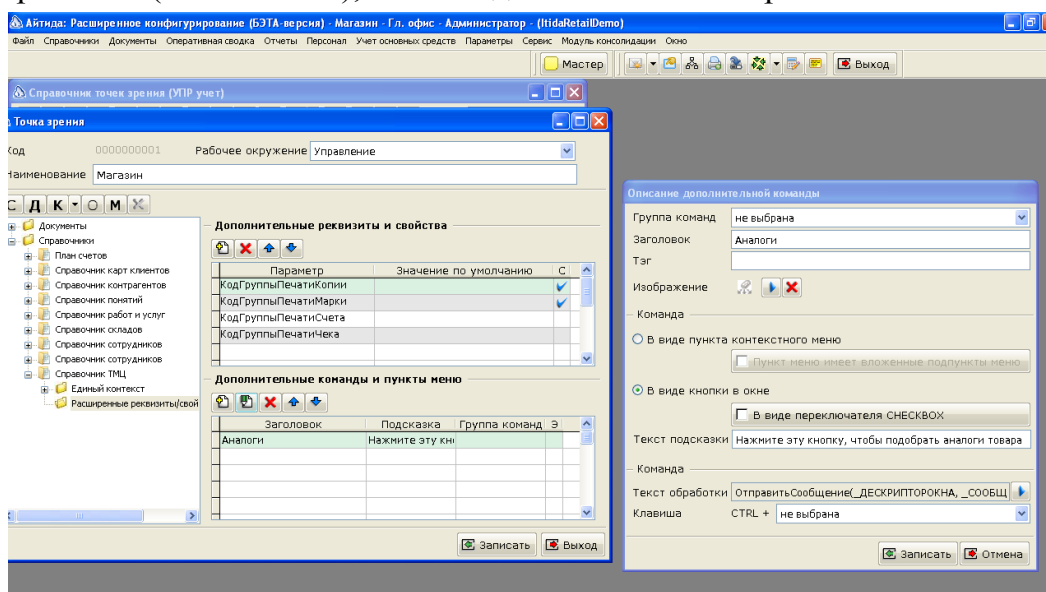 Айтида: Расширенное конфигурирование (БЭТА-версия) - Магазин - Гл. офис - Администратор - (ItidaRetailDemo)
Файл Справочники Документы Оперативная сводка Отчеты Персонал Учет основных средств Параметры Сервис Модуль консолидации Окно
Мастер Выход
Справочник точек зрения (УПР учет)
Точка зрения
Код 0000000001 Рабочее окружение Управление
Наименование Магазин
С Д К О М
Документы
Справочники
План счетов
Справочник карт клиентов
Справочник контрагентов
Справочник понятий
Справочник работ и услуг
Справочник складов
Справочник сотрудников
Справочник сотрудников
Справочник ТМЦ
Единый контекст
Расширенные реквизиты/свой
Дополнительные реквизиты и свойства
Параметр Значение по умолчанию С
КодГруппыПечатиКопии
КодГруппыПечатиМарки
КодГруппыПечатиСчета
КодГруппыПечатиЧека
Дополнительные команды и пункты меню
Заголовок Подсказка Группа команд Э
Аналоги Нажмите эту кн
Записать Выход
Описание дополнительной команды
Группа команд не выбрана
Заголовок Аналоги
Тэг
Изображение
Команда
В виде пункта контекстного меню
Пункт меню имеет вложенные подпункты меню
В виде кнопки в окне
В виде переключателя CHECKBOX
Текст подсказки Нажмите эту кнопку, чтобы подобрать аналоги товара
Команда
Текст обработки ОтправитьСообщение(_ДЕСКРИПТОРОКНА, _СООБЩ
Клавиша CTRL + не выбрана
Записать Отмена